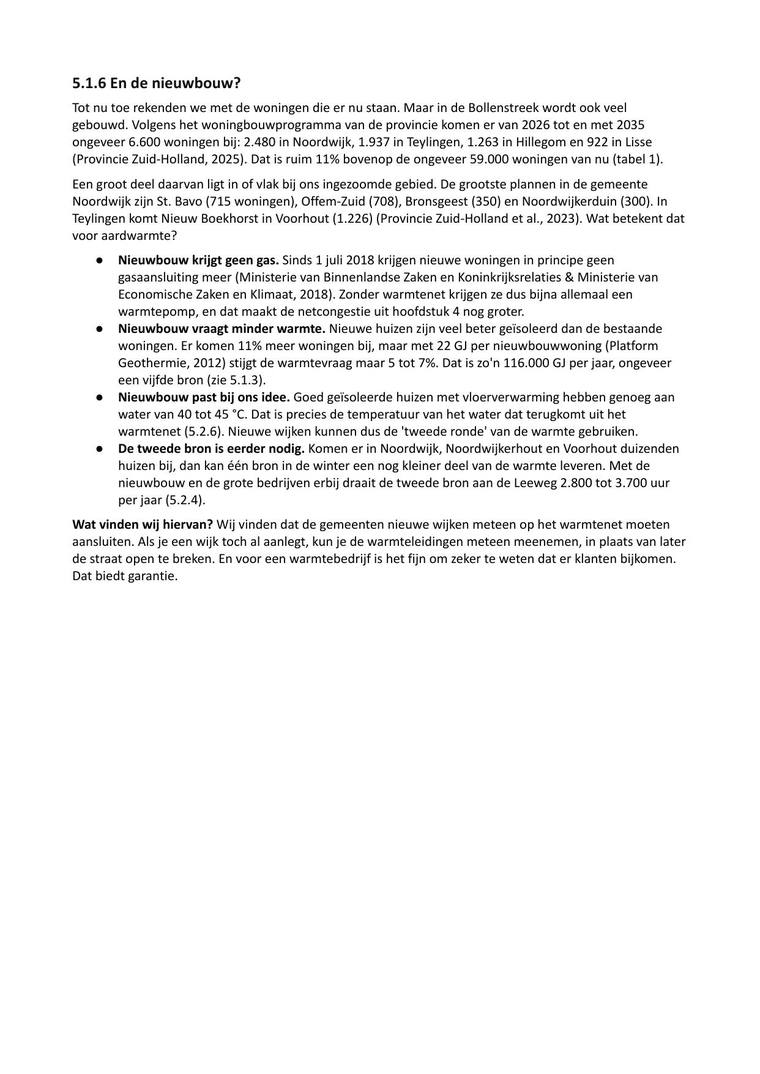 5.1.6 En de nieuwbouw?
Tot nu toe rekenden we met de woningen die er nu staan. Maar in de Bollenstreek wordt ook veel
gebouwd. Volgens het woningbouwprogramma van de provincie komen er van 2026 tot en met 2035
ongeveer 6.600 woningen bij: 2.480 in Noordwijk, 1.937 in Teylingen, 1.263 in Hillegom en 922 in Lisse
(Provincie Zuid-Holland, 2025). Dat is ruim 11% bovenop de ongeveer 59.000 woningen van nu (tabel 1).
Een groot deel daarvan ligt in of vlak bij ons ingezoomde gebied. De grootste plannen in de gemeente
Noordwijk zijn St. Bavo (715 woningen), Offem-Zuid (708), Bronsgeest (350) en Noordwijkerduin (300). In
Teylingen komt Nieuw Boekhorst in Voorhout (1.226) (Provincie Zuid-Holland et al., 2023). Wat betekent dat
voor aardwarmte?
● Nieuwbouw krijgt geen gas. Sinds 1 juli 2018 krijgen nieuwe woningen in principe geen
gasaansluiting meer (Ministerie van Binnenlandse Zaken en Koninkrijksrelaties & Ministerie van
Economische Zaken en Klimaat, 2018). Zonder warmtenet krijgen ze dus bijna allemaal een
warmtepomp, en dat maakt de netcongestie uit hoofdstuk 4 nog groter.
● Nieuwbouw vraagt minder warmte. Nieuwe huizen zijn veel beter geïsoleerd dan de bestaande
woningen. Er komen 11% meer woningen bij, maar met 22 GJ per nieuwbouwwoning (Platform
Geothermie, 2012) stijgt de warmtevraag maar 5 tot 7%. Dat is zo'n 116.000 GJ per jaar, ongeveer
een vijfde bron (zie 5.1.3).
● Nieuwbouw past bij ons idee. Goed geïsoleerde huizen met vloerverwarming hebben genoeg aan
water van 40 tot 45 °C. Dat is precies de temperatuur van het water dat terugkomt uit het
warmtenet (5.2.6). Nieuwe wijken kunnen dus de 'tweede ronde' van de warmte gebruiken.
● De tweede bron is eerder nodig. Komen er in Noordwijk, Noordwijkerhout en Voorhout duizenden
huizen bij, dan kan één bron in de winter een nog kleiner deel van de warmte leveren. Met de
nieuwbouw en de grote bedrijven erbij draait de tweede bron aan de Leeweg 2.800 tot 3.700 uur
per jaar (5.2.4).
Wat vinden wij hiervan? Wij vinden dat de gemeenten nieuwe wijken meteen op het warmtenet moeten
aansluiten. Als je een wijk toch al aanlegt, kun je de warmteleidingen meteen meenemen, in plaats van later
de straat open te breken. En voor een warmtebedrijf is het fijn om zeker te weten dat er klanten bijkomen.
Dat biedt garantie.